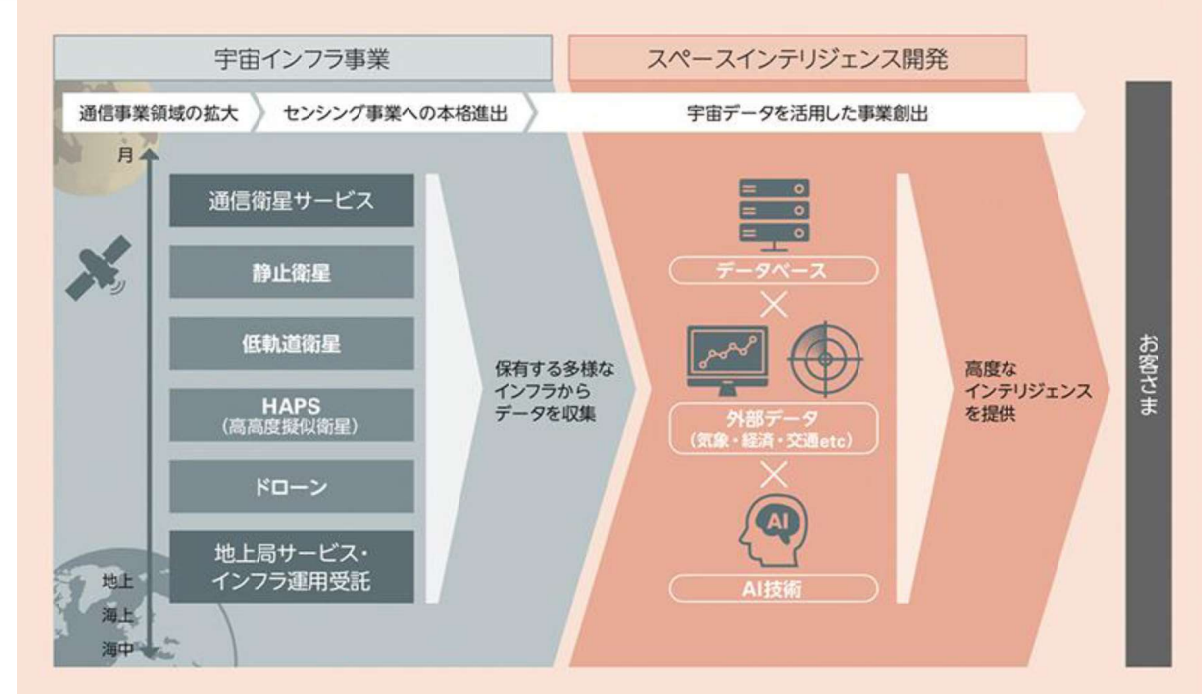 宇宙インフラ事業
スペースインテリジェンス開発
通信事業領域の拡大
センシング事業への本格進出
宇宙データを活用した事業創出
月
通信衛星サービス
静止衛星
低軌道衛星
HAPS
(高高度擬似衛星)
ドローン
地上局サービス・
インフラ運用受託
地上
海上
海中
保有する多様な
インフラから
データを収集
データベース
×
外部データ
(気象・経済・交通etc)
×
AI
AI技術
高度な
インテリジェンス
を提供
お客さま